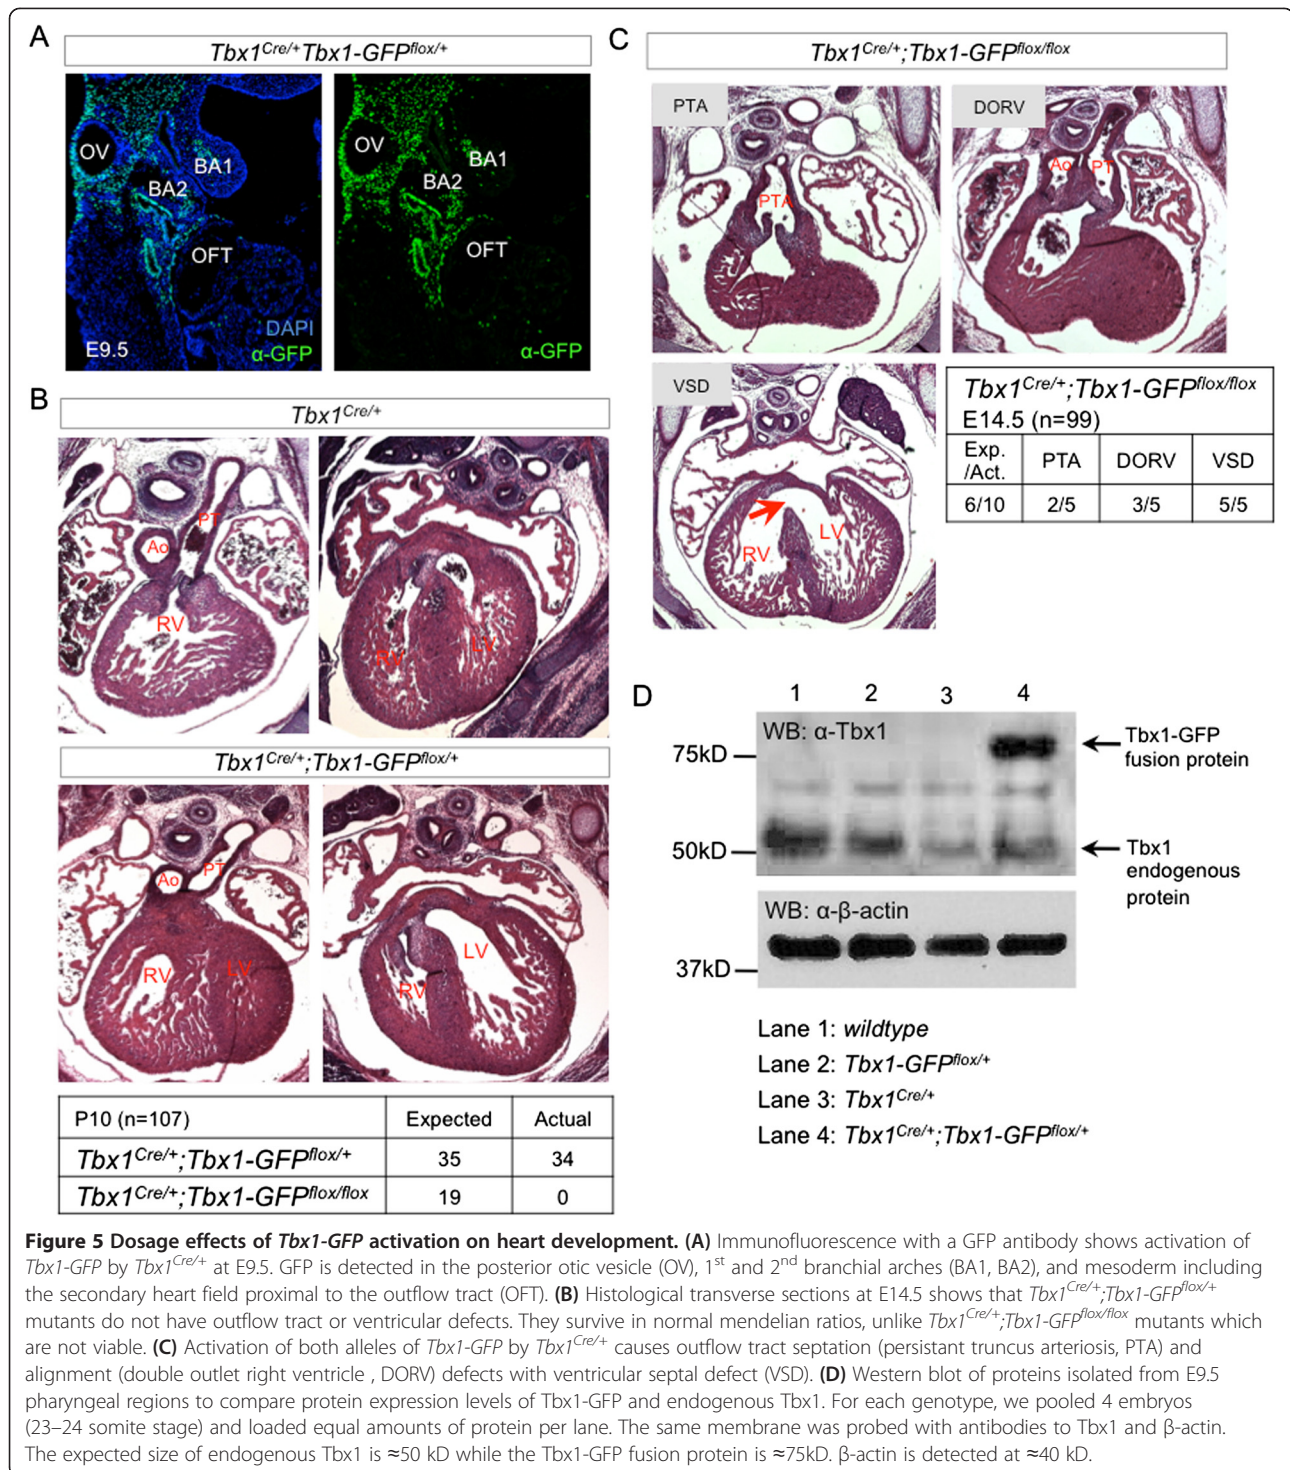 A
Tbx1Cre/+Tbx1-GFPflox/+
OV
BA1
BA2
OFT
DAPI
α-GFP
E9.5
OV
BA1
BA2
OFT
α-GFP
B
Tbx1Cre/+
PT
Ao
RV
RV
LV
Tbx1Cre/+;Tbx1-GFPflox/+
Ao
PT
RV
LV
LV
RV
P10 (n=107) Expected Actual
Tbx1Cre/+;Tbx1-GFPflox/+ 35 34
Tbx1Cre/+;Tbx1-GFPflox/flox 19 0
C
Tbx1Cre/+;Tbx1-GFPflox/flox
PTA
PTA
DORV
Ao
PT
VSD
RV
LV
Tbx1Cre/+;Tbx1-GFPflox/flox
E14.5 (n=99)
Exp. /Act. PTA DORV VSD
6/10 2/5 3/5 5/5
D
1 2 3 4
WB: α-Tbx1
75kD
50kD
Tbx1-GFP
fusion protein
Tbx1
endogenous
protein
WB: α-β-actin
37kD
Lane 1: wildtype
Lane 2: Tbx1-GFPflox/+
Lane 3: Tbx1Cre/+
Lane 4: Tbx1Cre/+;Tbx1-GFPflox/+
Figure 5 Dosage effects of Tbx1-GFP activation on heart development. (A) Immunofluorescence with a GFP antibody shows activation of
Tbx1-GFP by Tbx1Cre/+ at E9.5. GFP is detected in the posterior otic vesicle (OV), 1st and 2nd branchial arches (BA1, BA2), and mesoderm including
the secondary heart field proximal to the outflow tract (OFT). (B) Histological transverse sections at E14.5 shows that Tbx1Cre/+;Tbx1-GFPflox/+
mutants do not have outflow tract or ventricular defects. They survive in normal mendelian ratios, unlike Tbx1Cre/+;Tbx1-GFPflox/flox mutants which
are not viable. (C) Activation of both alleles of Tbx1-GFP by Tbx1Cre/+ causes outflow tract septation (persistant truncus arteriosis, PTA) and
alignment (double outlet right ventricle , DORV) defects with ventricular septal defect (VSD). (D) Western blot of proteins isolated from E9.5
pharyngeal regions to compare protein expression levels of Tbx1-GFP and endogenous Tbx1. For each genotype, we pooled 4 embryos
(23–24 somite stage) and loaded equal amounts of protein per lane. The same membrane was probed with antibodies to Tbx1 and β-actin.
The expected size of endogenous Tbx1 is ≈50 kD while the Tbx1-GFP fusion protein is ≈75kD. β-actin is detected at ≈40 kD.